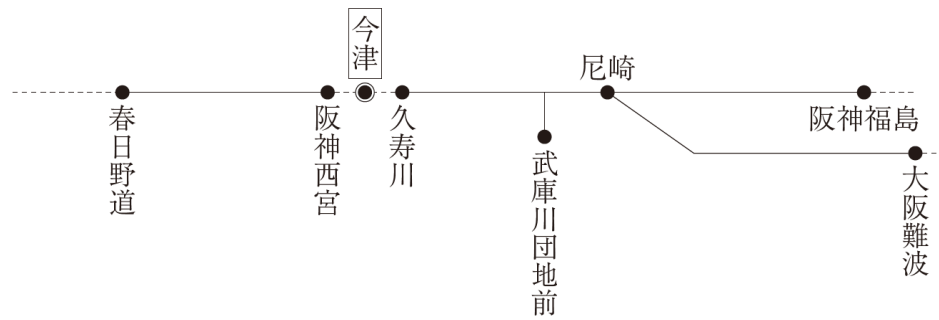 今津
尼崎
春日野道
阪神西宮
久寿川
武庫川団地前
阪神福島
大阪難波